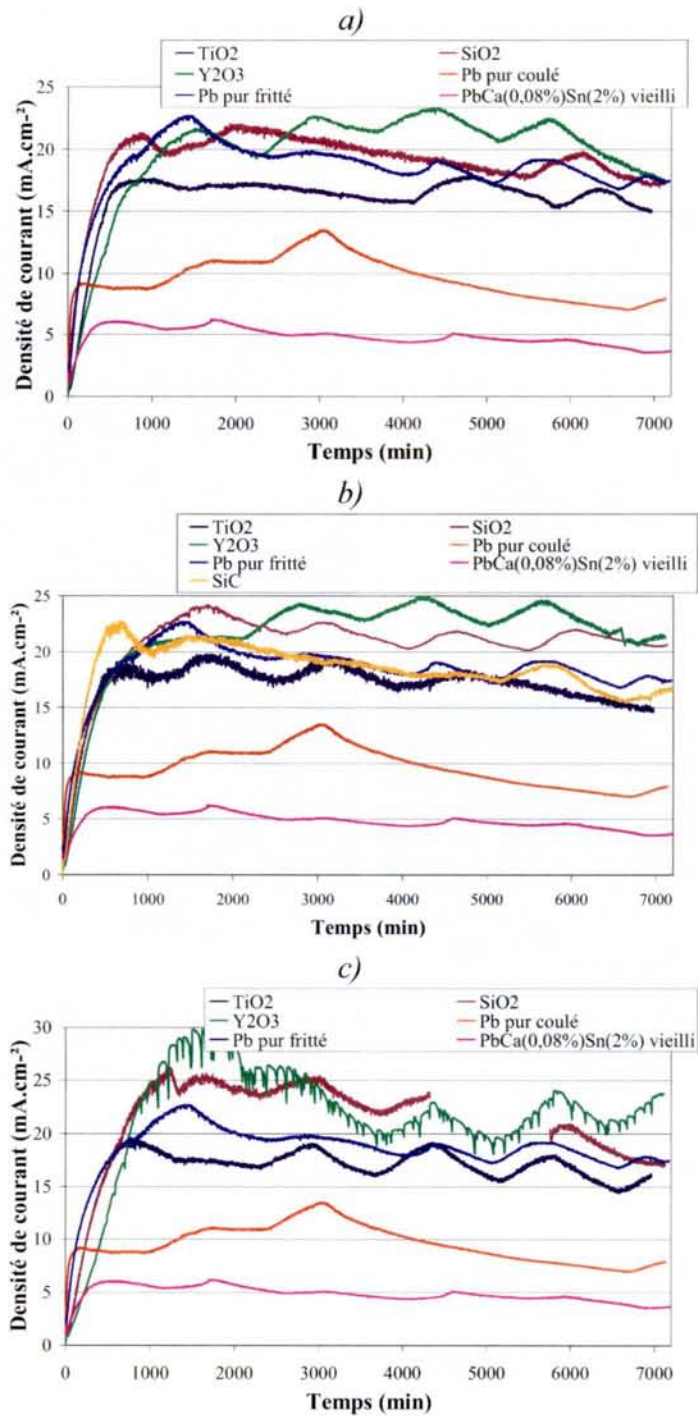 a)
TiO2 SiO2
Y2O3 Pb pur coulé
Pb pur fritté PbCa(0,08%)Sn(2%) vieilli
Densité de courant (mA.cm-²)
25
20
15
10
5
0
0 1000 2000 3000 4000 5000 6000 7000
Temps (min)
b)
TiO2 SiO2
Y2O3 Pb pur coulé
Pb pur fritté PbCa(0,08%)Sn(2%) vieilli
SiC
Densité de courant (mA.cm-²)
25
20
15
10
5
0
0 1000 2000 3000 4000 5000 6000 7000
Temps (min)
c)
TiO2 SiO2
Y2O3 Pb pur coulé
Pb pur fritté PbCa(0,08%)Sn(2%) vieilli
Densité de courant (mA.cm-²)
30
25
20
15
10
5
0
0 1000 2000 3000 4000 5000 6000 7000
Temps (min)